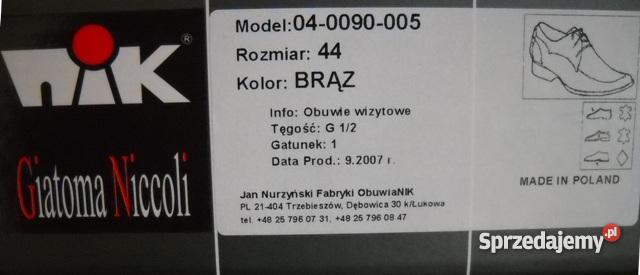 NIK®
Giatoma Niccoli
Model:04-0090-005
Rozmiar: 44
Kolor: BRĄZ
Info: Obuwie wizytowe
Tęgość: G 1/2
Gatunek: 1
Data Prod.: 9.2007 r.
Jan Nurzyński Fabryki ObuwiaNIK
PL 21-404 Trzebieszów, Dębowica 30 k/Łukowa
tel. +48 25 796 07 31, +48 25 796 08 47
MADE IN POLAND
Sprzedajemy.pl